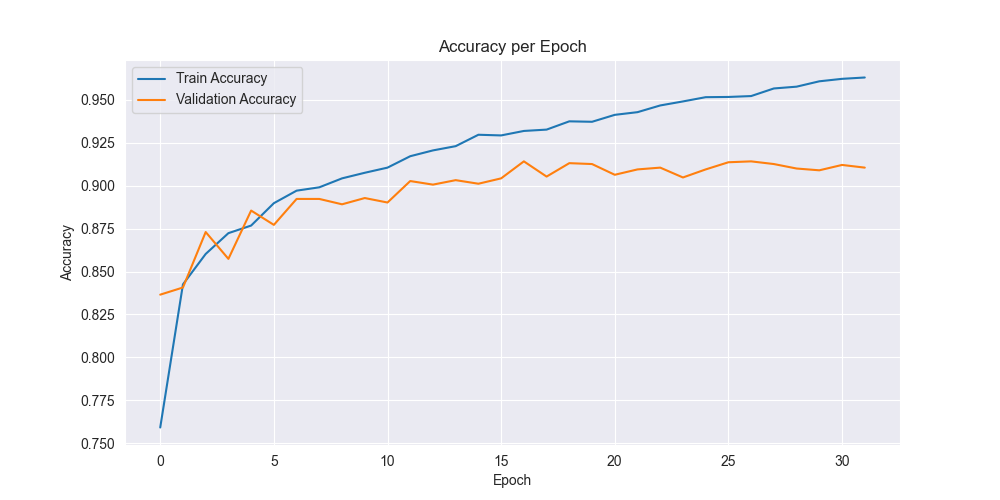 Accuracy per Epoch
Train Accuracy
Validation Accuracy
0.950
0.925
0.900
0.875
0.850
0.825
0.800
0.775
0.750
Accuracy
0 5 10 15 20 25 30
Epoch